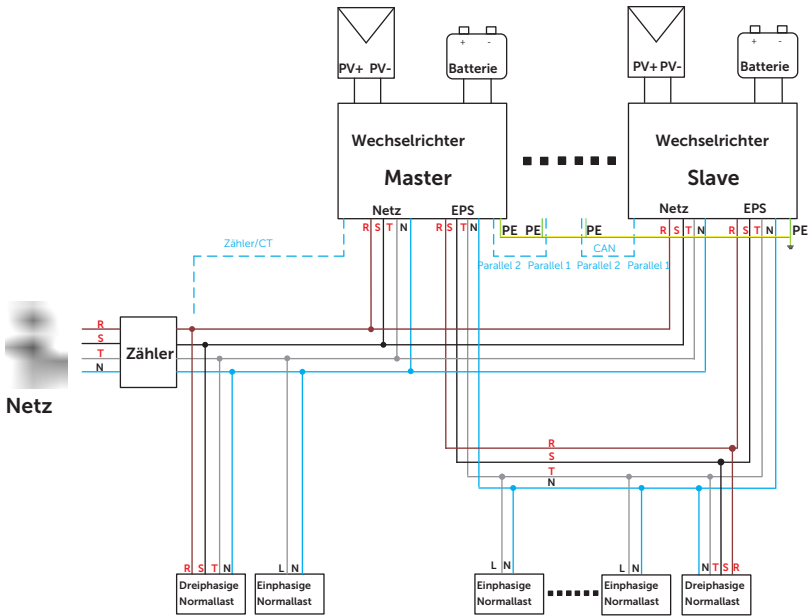 PV+ PV-
+ -
Batterie
PV+ PV-
+ -
Batterie
Wechselrichter
Master
Wechselrichter
Slave
Netz EPS
R S T N R S T N PE PE PE
Netz EPS
R S T N R S T N PE
Zähler/CT
CAN
Parallel 2 Parallel 1 Parallel 2 Parallel 1
Netz
R
S
T
N
Zähler
R
S
T
N
R S T N
Dreiphasige
Normallast
L N
Einphasige
Normallast
L N
Einphasige
Normallast
L N
Einphasige
Normallast
N T S R
Dreiphasige
Normallast